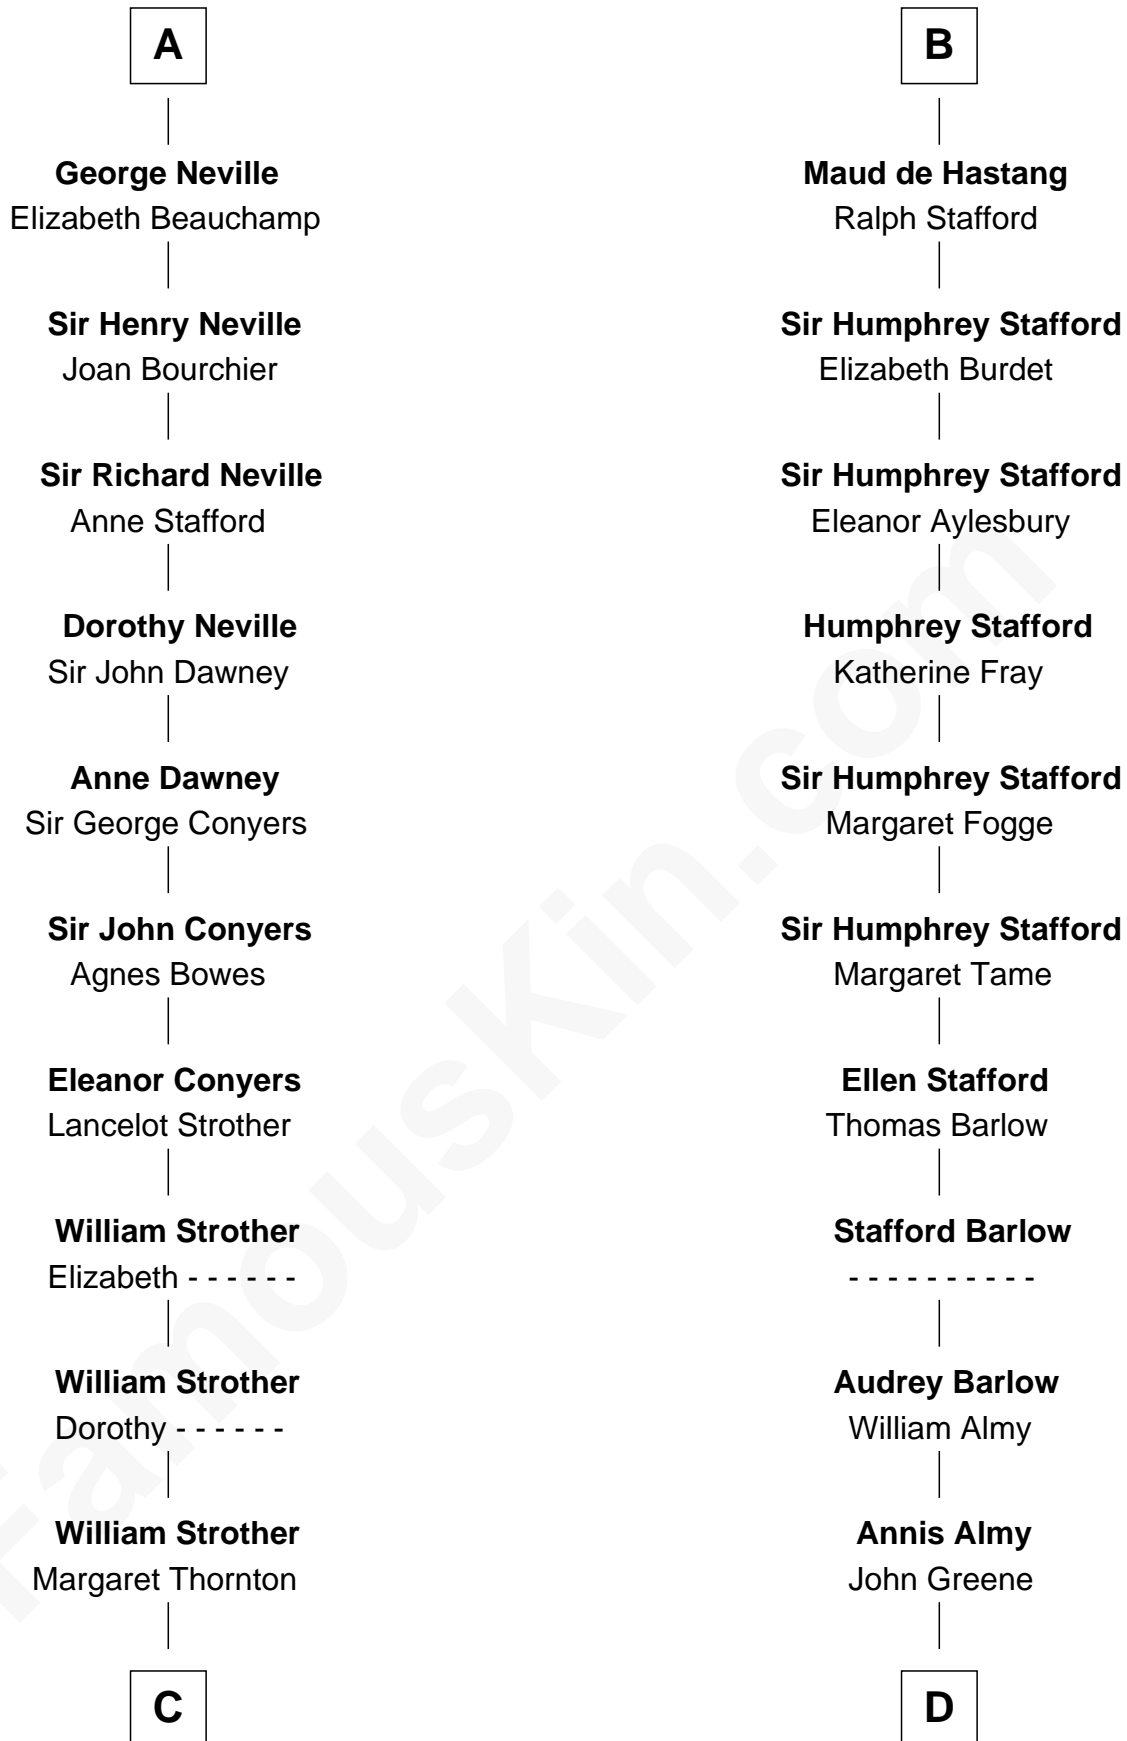 A
George Neville
Elizabeth Beauchamp
Sir Henry Neville
Joan Bourchier
Sir Richard Neville
Anne Stafford
Dorothy Neville
Sir John Dawney
Anne Dawney
Sir George Conyers
Sir John Conyers
Agnes Bowes
Eleanor Conyers
Lancelot Strother
William Strother
Elizabeth - - - - - -
William Strother
Dorothy - - - - - -
William Strother
Margaret Thornton
C
B
Maud de Hastang
Ralph Stafford
Sir Humphrey Stafford
Elizabeth Burdet
Sir Humphrey Stafford
Eleanor Aylesbury
Humphrey Stafford
Katherine Fray
Sir Humphrey Stafford
Margaret Fogge
Sir Humphrey Stafford
Margaret Tame
Ellen Stafford
Thomas Barlow
Stafford Barlow
- - - - - - - - - -
Audrey Barlow
William Almy
Annis Almy
John Greene
D
FamousKin.com